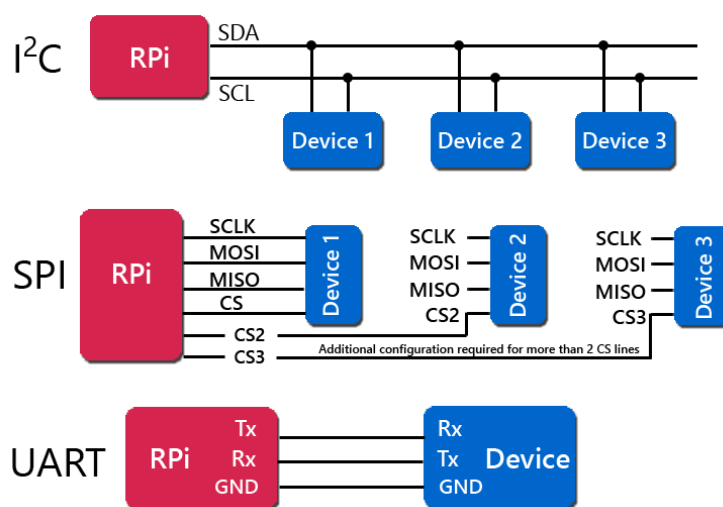 I²C
RPi
SDA
SCL
Device 1
Device 2
Device 3
SPI
RPi
SCLK
MOSI
MISO
CS
CS2
CS3
Device 1
SCLK
MOSI
MISO
CS2
Device 2
SCLK
MOSI
MISO
CS3
Device 3
Additional configuration required for more than 2 CS lines
UART
RPi
Tx
Rx
GND
Rx
Tx
GND
Device